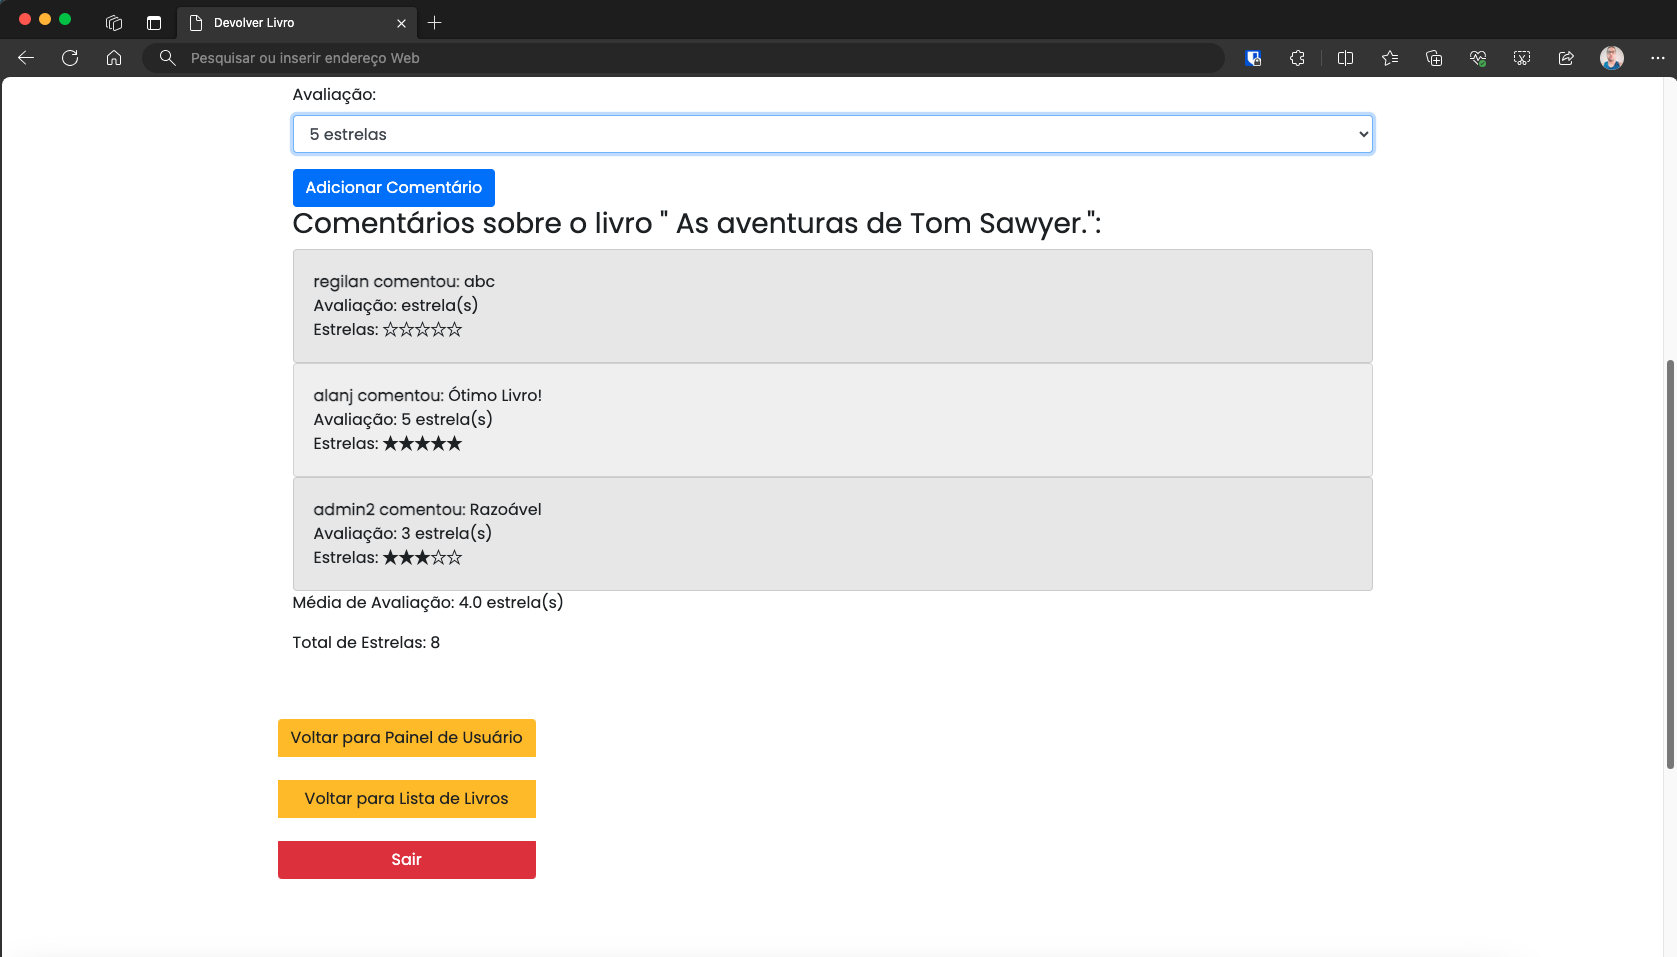 Devolver Livro
Pesquisar ou inserir endereço Web
Avaliação:
5 estrelas
Adicionar Comentário
Comentários sobre o livro " As aventuras de Tom Sawyer.":
regilan comentou: abc
Avaliação: estrela(s)
Estrelas: ☆☆☆☆☆
alanj comentou: Ótimo Livro!
Avaliação: 5 estrela(s)
Estrelas: ★★★★★
admin2 comentou: Razoável
Avaliação: 3 estrela(s)
Estrelas: ★★★☆☆
Média de Avaliação: 4.0 estrela(s)
Total de Estrelas: 8
Voltar para Painel de Usuário
Voltar para Lista de Livros
Sair